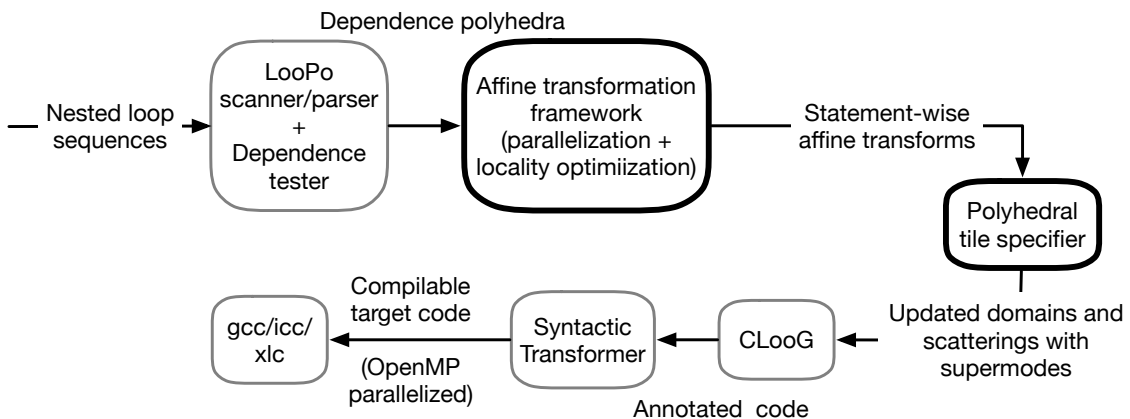 Dependence polyhedra
Nested loop
sequences
LooPo
scanner/parser
+
Dependence
tester
Affine transformation
framework
(parallelization +
locality optimiization)
Statement-wise
affine transforms
Polyhedral
tile specifier
Updated domains and
scatterings with
supermodes
CLooG
Annotated code
Syntactic
Transformer
Compilable
target code
(OpenMP
parallelized)
gcc/icc/
xlc